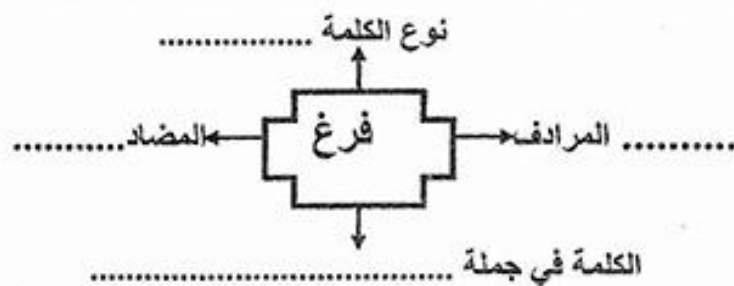 نوع الكلمة ................
المرادف ............
فرغ
المضاد............
الكلمة في جملة ........................................